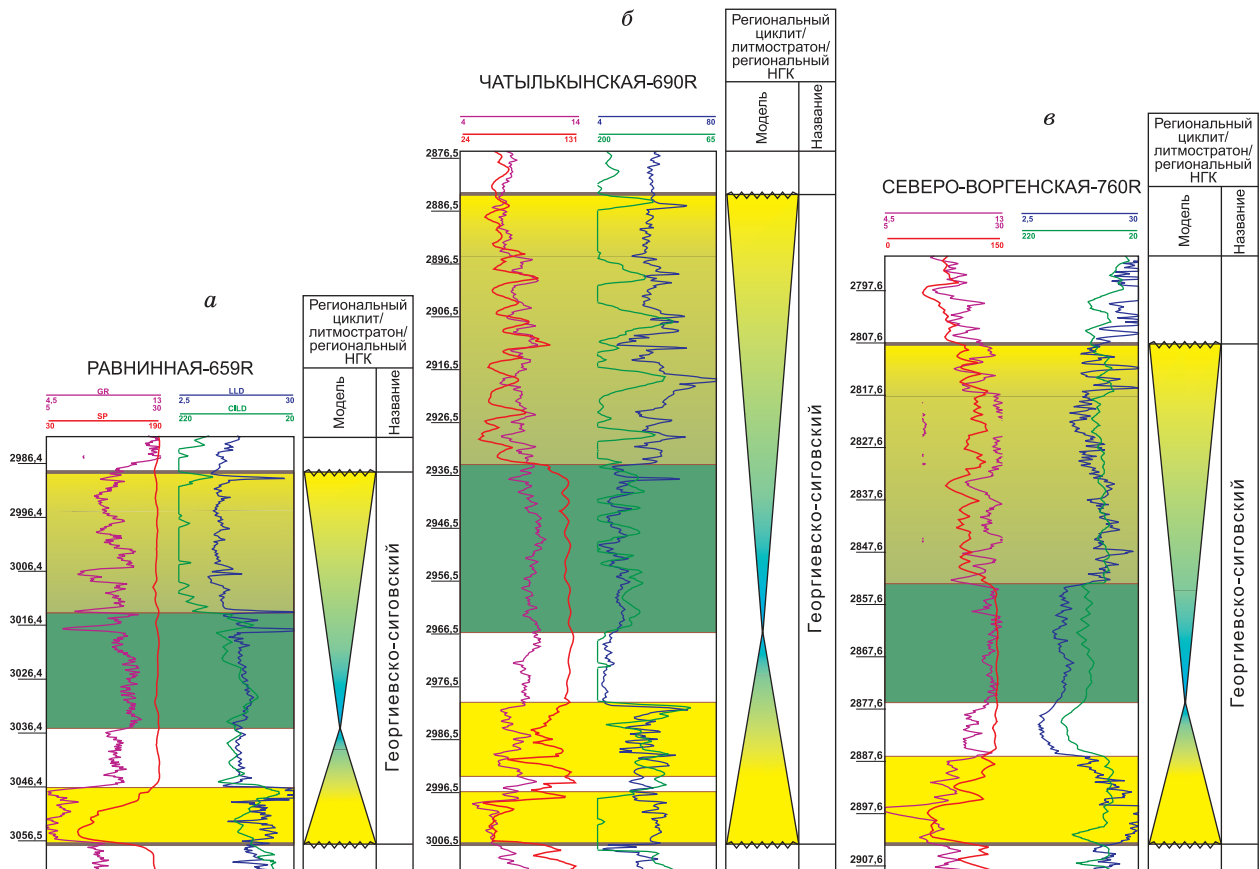 а
РАВНИННАЯ-659R
4,5 GR 13
5 30
30 SP 190
2,5 LLD 30
220 CILD 20
Региональный
циклит/
литмостратон/
региональный
НГК
Модель
Название
2986,4
2996,4
3006,4
3016,4
3026,4
3036,4
3046,4
3056,5
Георгиевско-сиговский
б
ЧАТЫЛЬКЫНСКАЯ-690R
4 14
24 131
4 80
200 65
Региональный
циклит/
литмостратон/
региональный
НГК
Модель
Название
2876,5
2886,5
2896,5
2906,5
2916,5
2926,5
2936,5
2946,5
2956,5
2966,5
2976,5
2986,5
2996,5
3006,5
Георгиевско-сиговский
в
СЕВЕРО-ВОРГЕНСКАЯ-760R
4,5 13
5 30
0 150
2,5 30
220 20
Региональный
циклит/
литмостратон/
региональный
НГК
Модель
Название
2797.6
2807.6
2817.6
2827.6
2837.6
2847.6
2857.6
2867.6
2877.6
2887.6
2897.6
2907.6
Георгиевско-сиговский